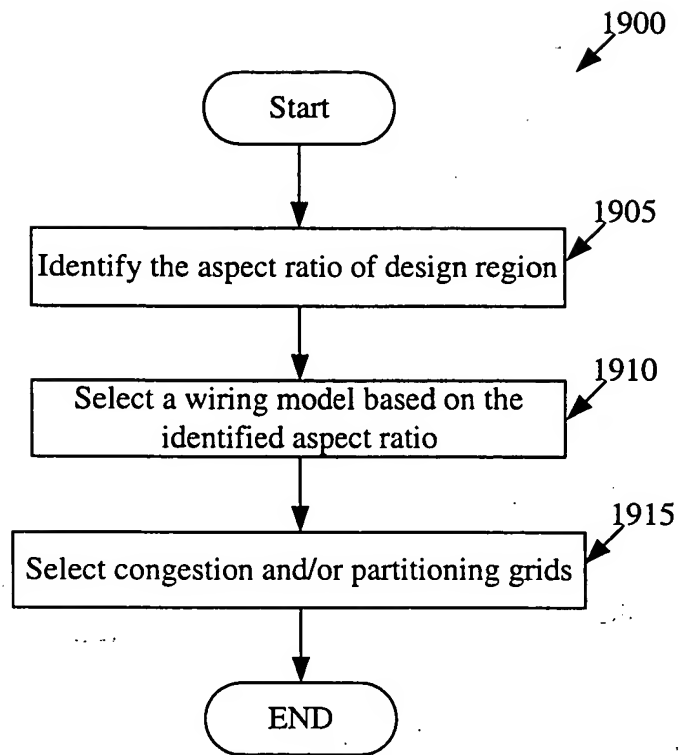 1900
Start
1905
Identify the aspect ratio of design region
1910
Select a wiring model based on the
identified aspect ratio
1915
Select congestion and/or partitioning grids
END